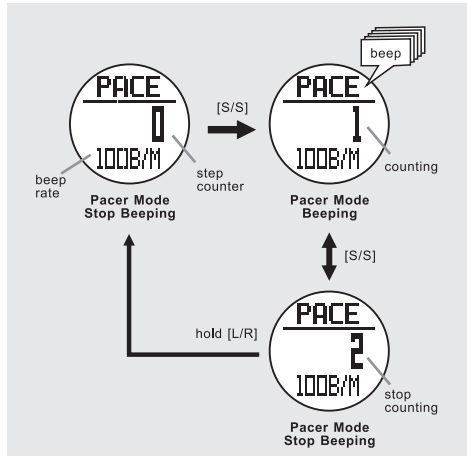 beep
PACE
0
100B/M
beep
rate
step
counter
Pacer Mode
Stop Beeping
[S/S]
PACE
1
100B/M
counting
Pacer Mode
Beeping
[S/S]
hold [L/R]
PACE
2
100B/M
stop
counting
Pacer Mode
Stop Beeping